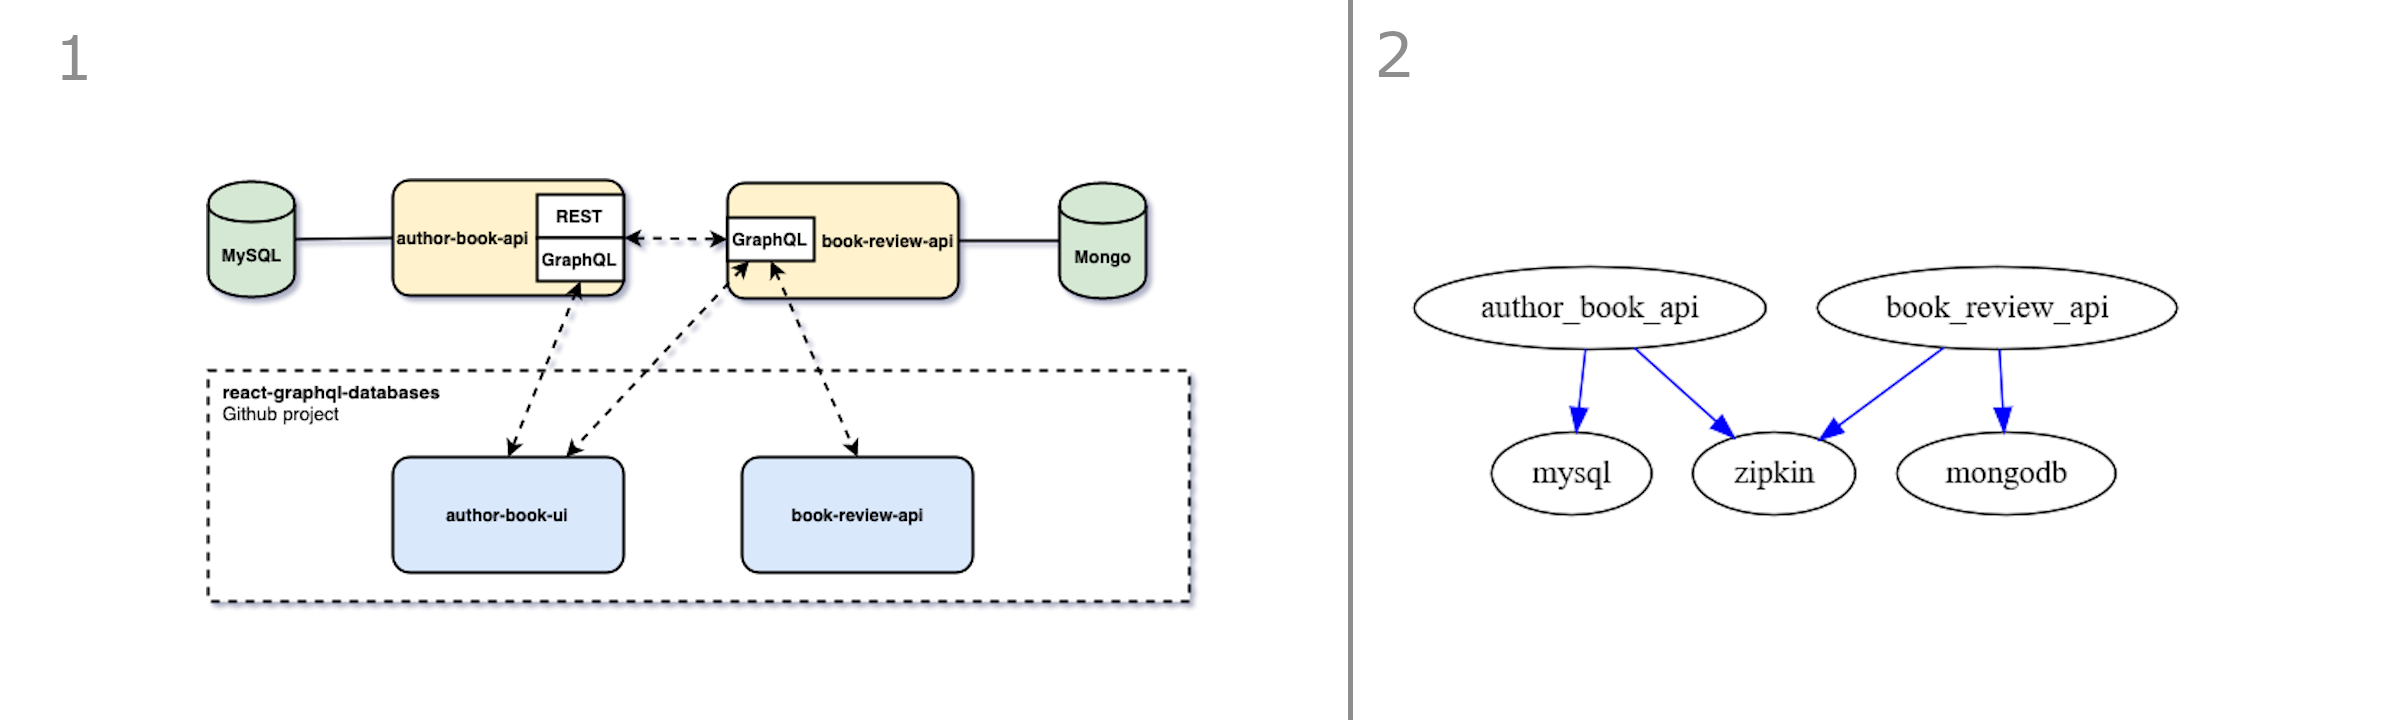 1
MySQL
author-book-api
REST
GraphQL
GraphQL
book-review-api
Mongo
react-graphql-databases
Github project
author-book-ui
book-review-api
2
author_book_api
book_review_api
mysql
zipkin
mongodb